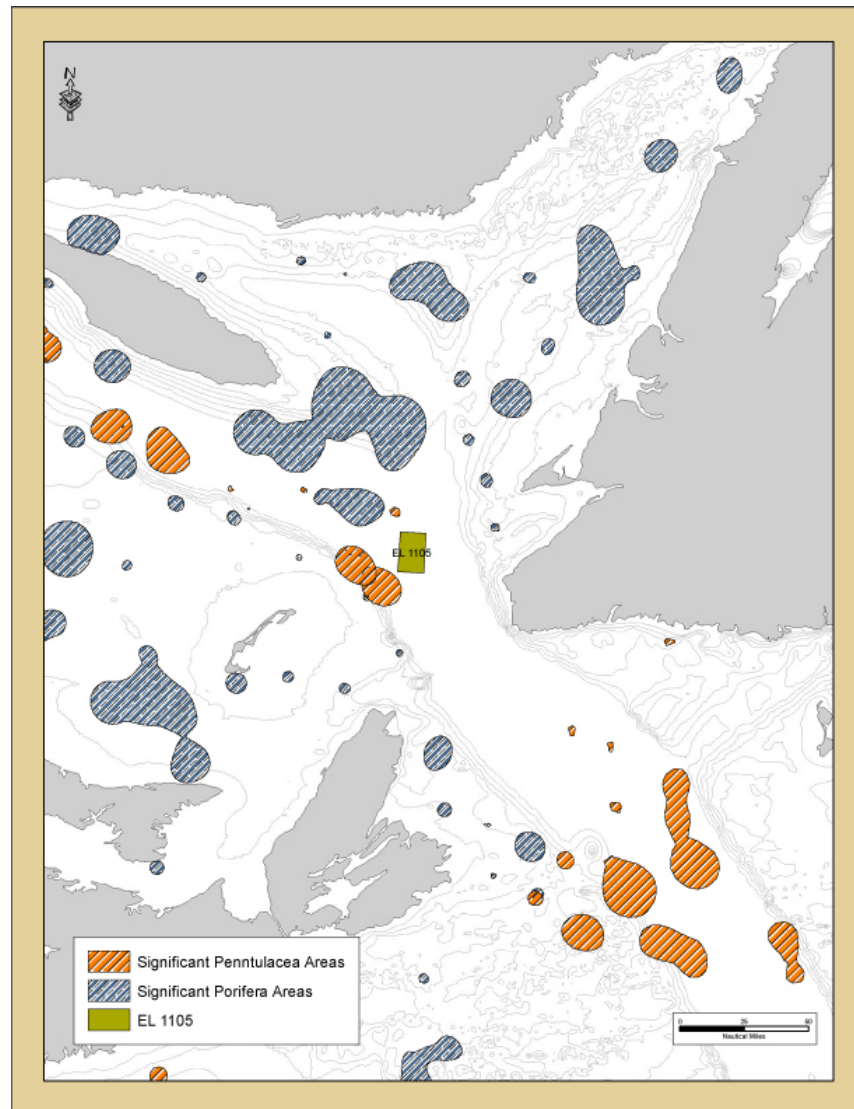 N
EL 1105
Significant Penntulacea Areas
Significant Porifera Areas
EL 1105
0 25 50
Nautical Miles